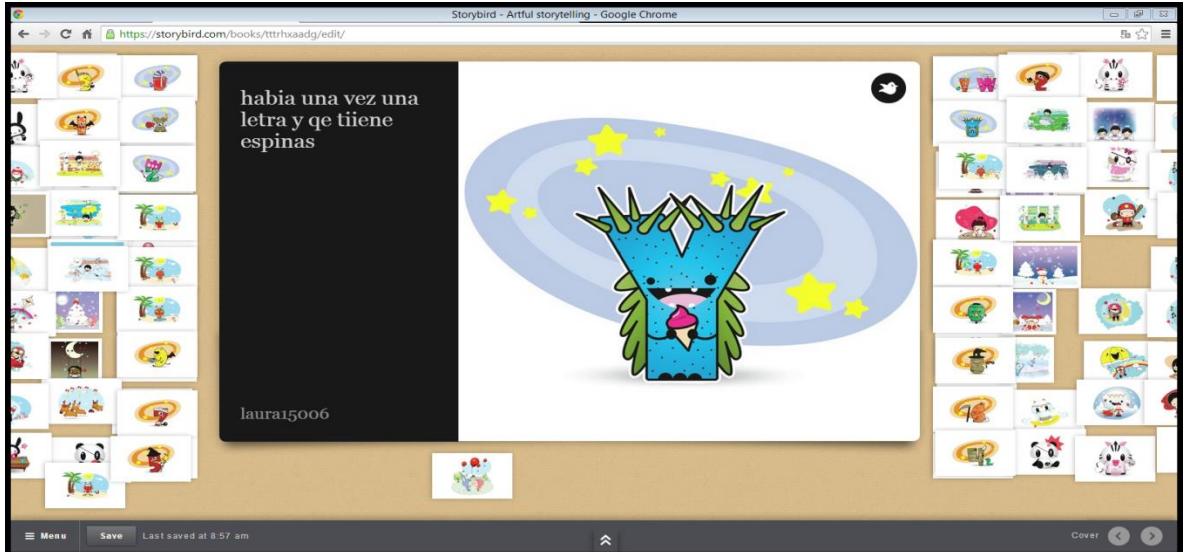 Storybird - Artful storytelling - Google Chrome
https://storybird.com/books/tttrhxaadg/edit/
habia una vez una
letra y qe tiiene
espinas
laura15006
Menu Save Last saved at 8:57 am Cover